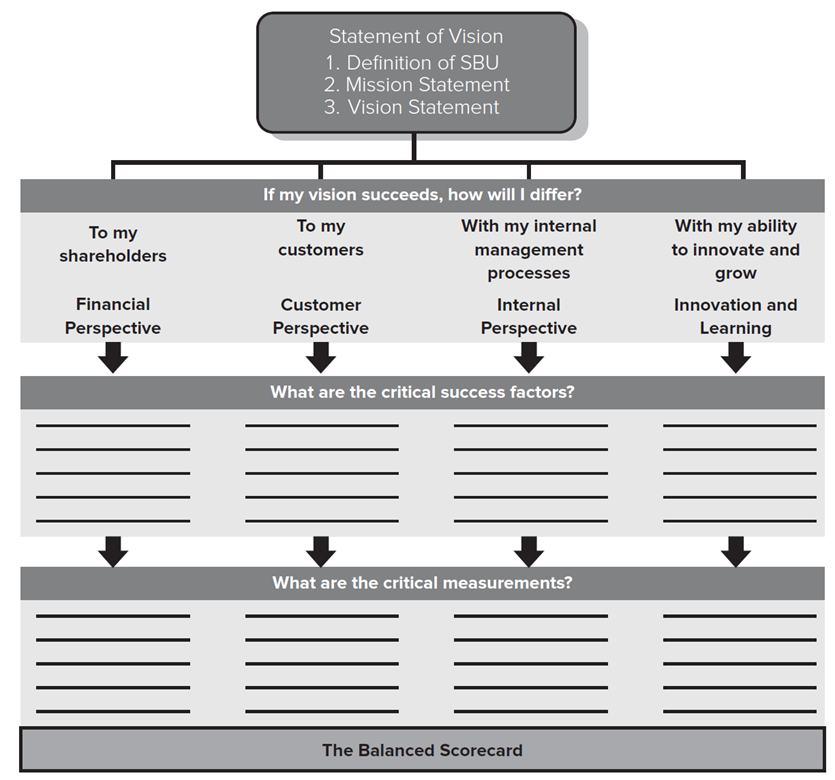 Statement of Vision
1. Definition of SBU
2. Mission Statement
3. Vision Statement
If my vision succeeds, how will I differ?
To my
shareholders
Financial
Perspective
To my
customers
Customer
Perspective
With my internal
management
processes
Internal
Perspective
With my ability
to innovate and
grow
Innovation and
Learning
What are the critical success factors?
What are the critical measurements?
The Balanced Scorecard